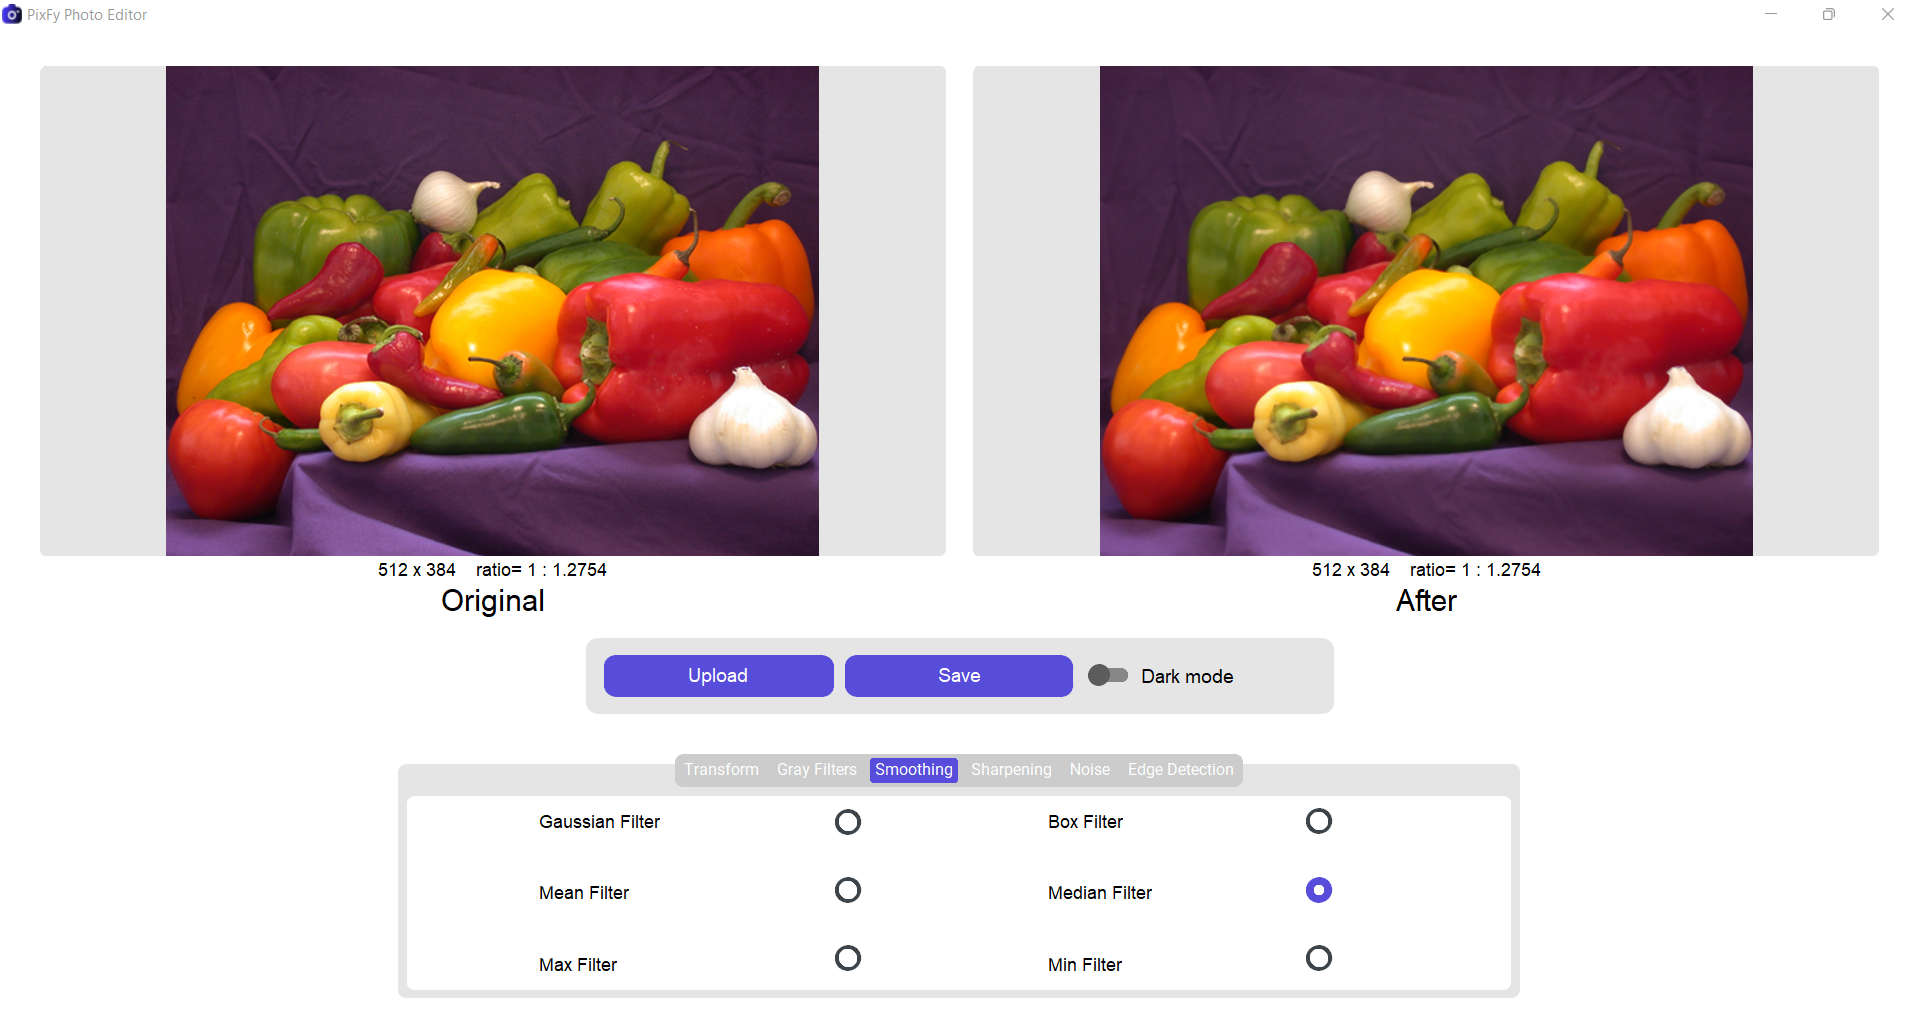 PixFy Photo Editor
512 x 384 ratio= 1 : 1.2754
Original
512 x 384 ratio= 1 : 1.2754
After
Upload
Save
Dark mode
Transform Gray Filters Smoothing Sharpening Noise Edge Detection
Gaussian Filter
Box Filter
Mean Filter
Median Filter
Max Filter
Min Filter